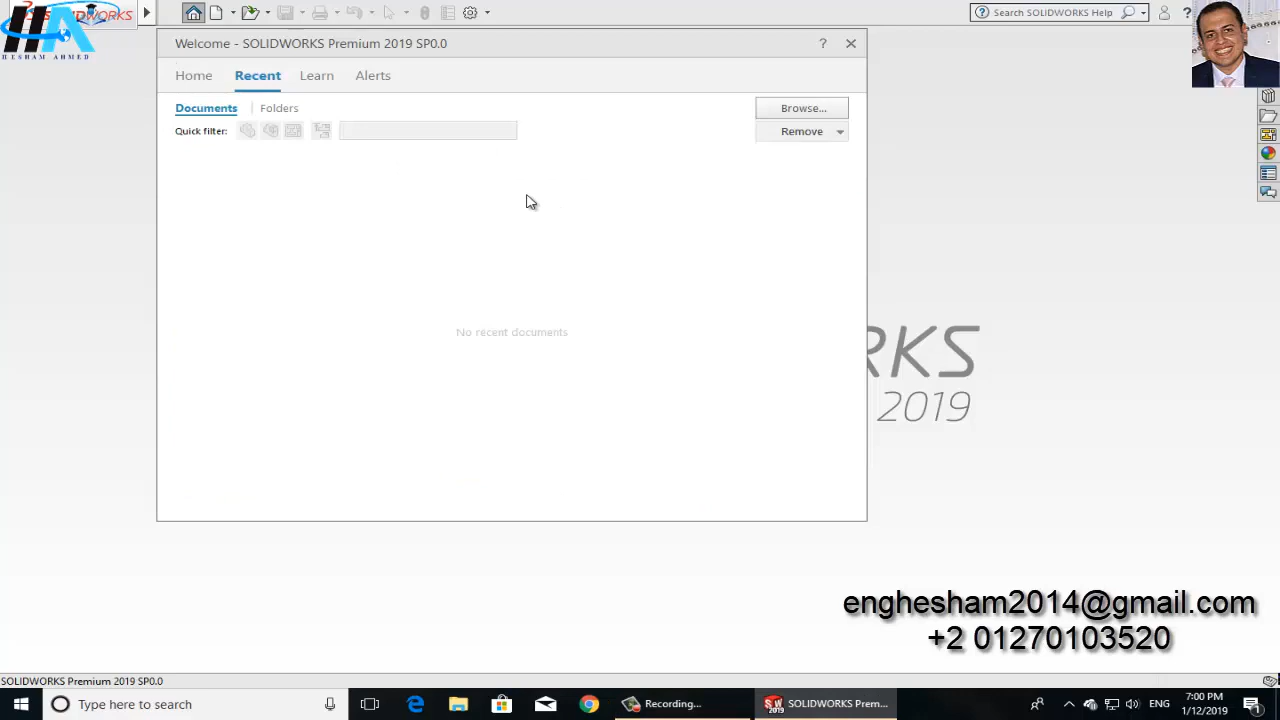 SOLIDWORKS
Search SOLIDWORKS Help
?
HA
HESHAM AHMED
Welcome - SOLIDWORKS Premium 2019 SP0.0
?
Home Recent Learn Alerts
Documents Folders
Browse...
Quick filter:
Remove
No recent documents
RKS
2019
enghesham2014@gmail.com
+2 01270103520
SOLIDWORKS Premium 2019 SP0.0
Type here to search
Recording...
SOLIDWORKS Prem...
ENG
7:00 PM
1/12/2019